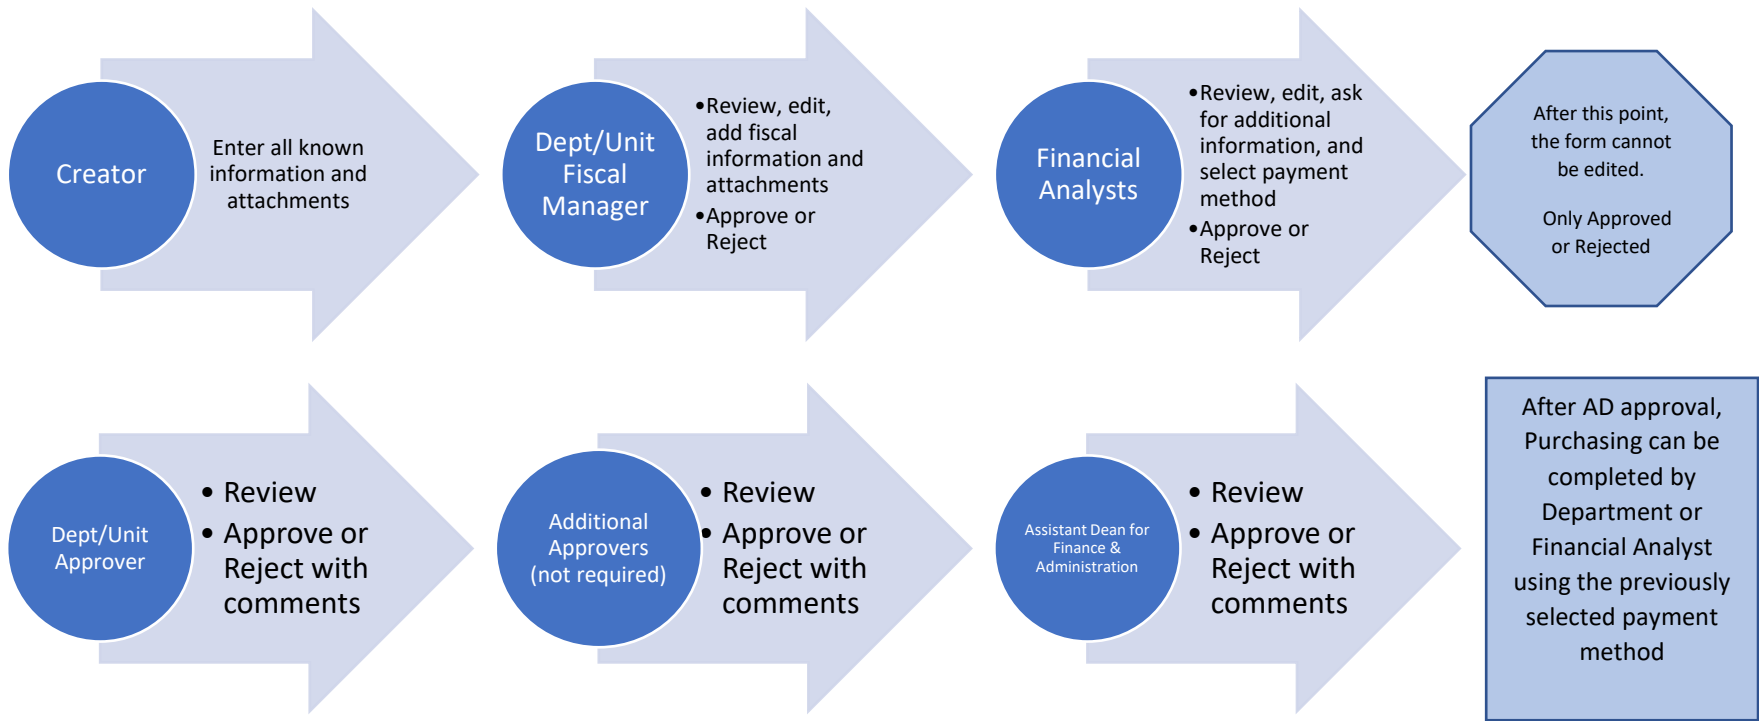 Creator
Enter all known
information and
attachments
Dept/Unit
Fiscal
Manager
•Review, edit,
add fiscal
information and
attachments
•Approve or
Reject
Financial
Analysts
•Review, edit, ask
for additional
information, and
select payment
method
•Approve or
Reject
After this point,
the form cannot
be edited.
Only Approved
or Rejected
Dept/Unit
Approver
• Review
• Approve or
Reject with
comments
Additional
Approvers
(not required)
• Review
• Approve or
Reject with
comments
Assistant Dean for
Finance &
Administration
• Review
• Approve or
Reject with
comments
After AD approval,
Purchasing can be
completed by
Department or
Financial Analyst
using the previously
selected payment
method